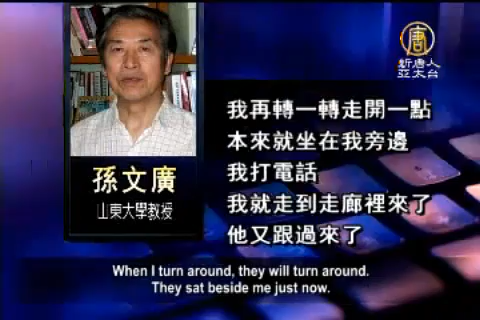 唐
新唐人
亞太台
我再轉一轉走開一點
本來就坐在我旁邊
我打電話
我就走到走廊裡來了
他又跟過來了
孫文廣
山東大學教授
When I turn around, they will turn around.
They sat beside me just now.